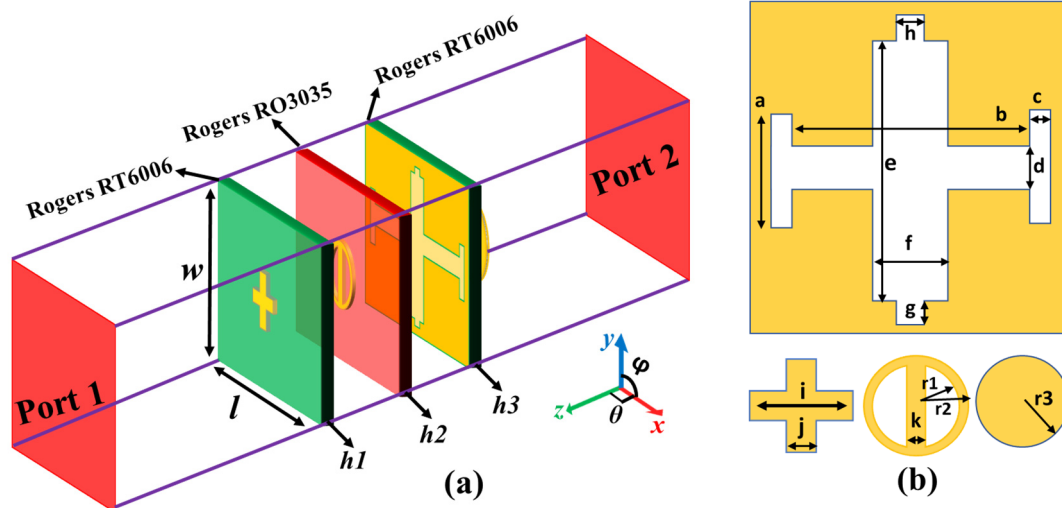 Rogers RT6006
Rogers RO3035
Rogers RT6006
Port 1
Port 2
w
l
h1
h2
h3
y
φ
z
θ
x
(a)
h
a
c
b
e
d
f
g
i
j
r1
r2
k
r3
(b)